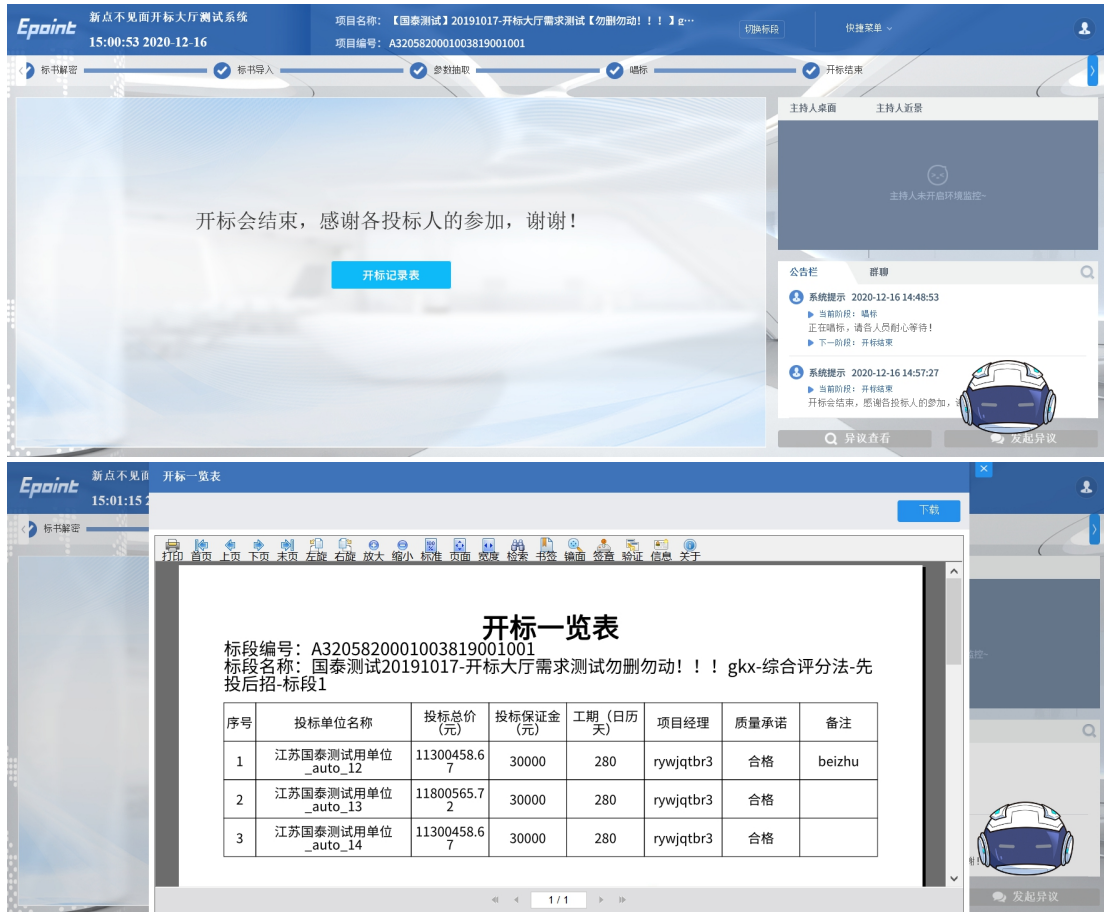 Epoint
新点不见面开标大厅测试系统
15:00:53 2020-12-16
项目名称：【国泰测试】20191017-开标大厅需求测试【勿删勿动！！！】g…
项目编号：A3205820001003819001001
切换标段
快捷菜单
标书解密
标书导入
参数抽取
唱标
开标结束
开标会结束，感谢各投标人的参加，谢谢！
开标记录表
主持人桌面 主持人近景
主持人未开启环境监控~
公告栏 群聊
系统提示 2020-12-16 14:48:53
当前阶段：唱标
正在唱标，请各人员耐心等待！
下一阶段：开标结束
系统提示 2020-12-16 14:57:27
当前阶段：开标结束
开标会结束，感谢各投标人的参加，
异议查看
发起异议
Epoint
新点不见面
15:01:15 2
标书解密
开标一览表
下载
打印 首页 上页 下页 末页 左旋 右旋 放大 缩小 标准 页面 宽度 检索 书签 镜面 签章 验证 信息 关于
开标一览表
标段编号：A3205820001003819001001
标段名称：国泰测试20191017-开标大厅需求测试勿删勿动！！！gkx-综合评分法-先
投后招-标段1
序号 投标单位名称 投标总价（元） 投标保证金（元） 工期（日历天） 项目经理 质量承诺 备注
1 江苏国泰测试用单位_auto_12 11300458.67 30000 280 rywjqtbr3 合格 beizhu
2 江苏国泰测试用单位_auto_13 11800565.72 30000 280 rywjqtbr3 合格
3 江苏国泰测试用单位_auto_14 11300458.67 30000 280 rywjqtbr3 合格
1 / 1
控~
发起异议